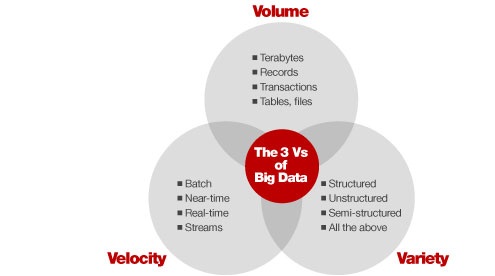 Volume
Terabytes
Records
Transactions
Tables, files
The 3 Vs
of
Big Data
Batch
Near-time
Real-time
Streams
Structured
Unstructured
Semi-structured
All the above
Velocity
Variety